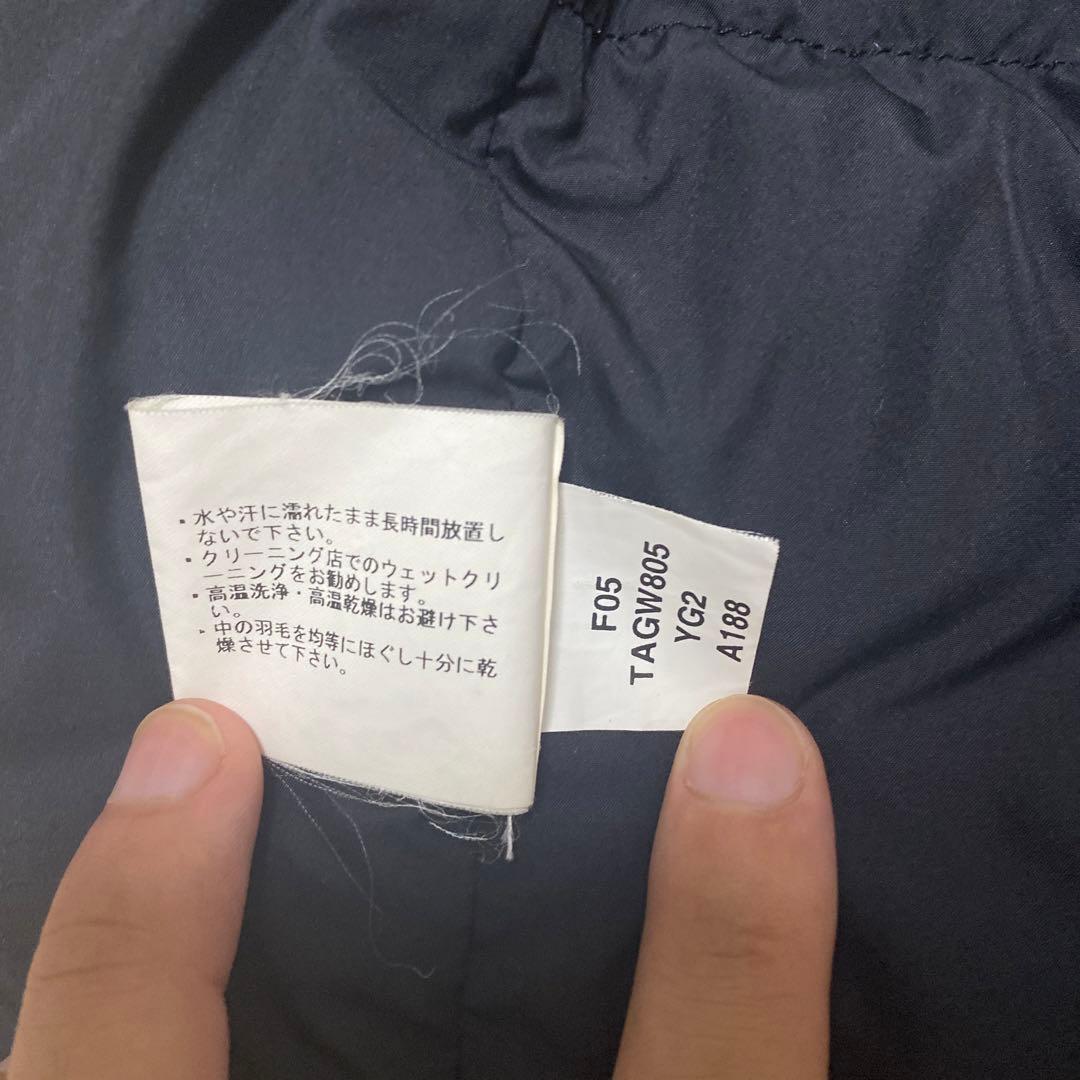 ・水や汗に濡れたまま長時間放置し
ないで下さい。
・クリーニング店でのウェットクリ
ーニングをお勧めします。
・高温洗浄・高温乾燥はお避け下さ
い。
・中の羽毛を均等にほぐし十分に乾
燥させて下さい。
F05
TAGW805
YG2
A188